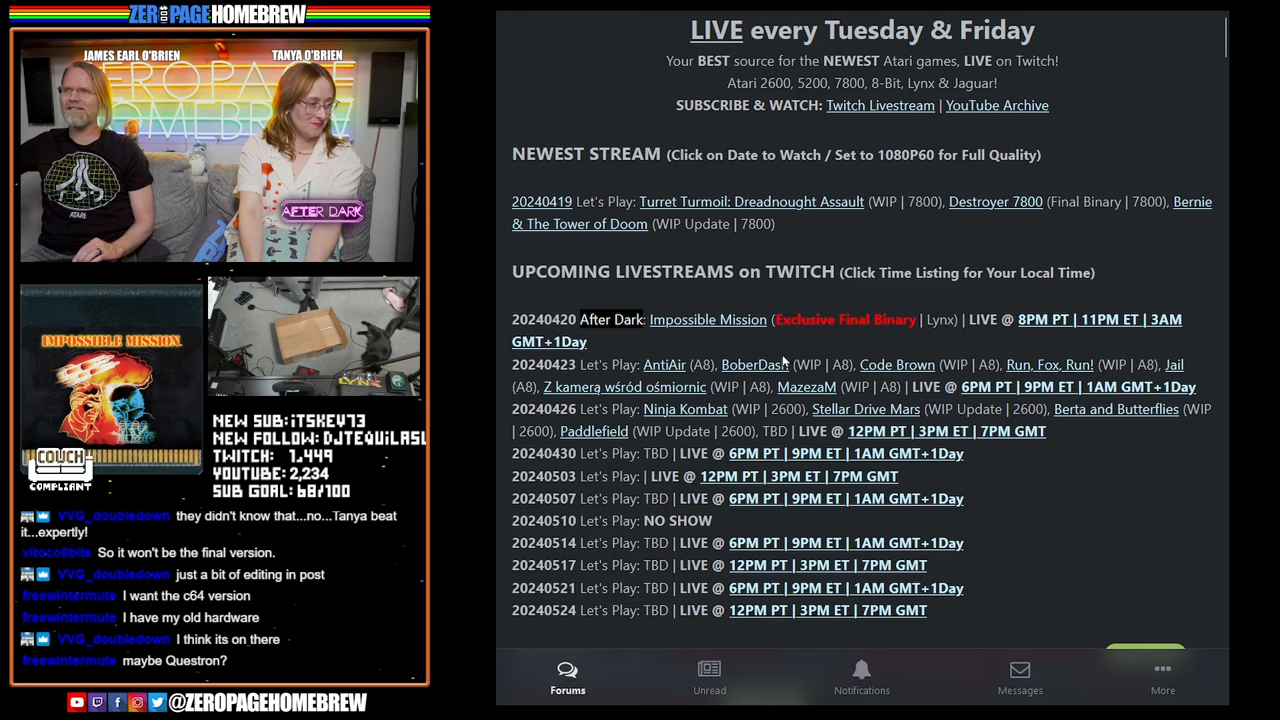 ZEROPAGE HOMEBREW
JAMES EARL O'BRIEN
TANYA O'BRIEN
ZEROPAGE
HOMEBREW
ATARI
AFTER DARK
IMPOSSIBLE MISSION
LYNX
COUCH
COMPLIANT
NEW SUB: iTSKEV73
NEW FOLLOW: DJTEQUiLASU
TWITCH: 1,449
YOUTUBE: 2,234
SUB GOAL: 68/100
VVG_doubledown they didn't know that...no...Tanya beat
it...expertly!
vitoco8bits So it won't be the final version.
VVG_doubledown just a bit of editing in post
freewintermute I want the c64 version
freewintermute I have my old hardware
VVG_doubledown I think its on there
freewintermute maybe Questron?
@ZEROPAGEHOMEBREW
LIVE every Tuesday & Friday
Your BEST source for the NEWEST Atari games, LIVE on Twitch!
Atari 2600, 5200, 7800, 8-Bit, Lynx & Jaguar!
SUBSCRIBE & WATCH: Twitch Livestream | YouTube Archive
NEWEST STREAM (Click on Date to Watch / Set to 1080P60 for Full Quality)
20240419 Let's Play: Turret Turmoil: Dreadnought Assault (WIP | 7800), Destroyer 7800 (Final Binary | 7800), Bernie
& The Tower of Doom (WIP Update | 7800)
UPCOMING LIVESTREAMS on TWITCH (Click Time Listing for Your Local Time)
20240420 After Dark: Impossible Mission (Exclusive Final Binary | Lynx) | LIVE @ 8PM PT | 11PM ET | 3AM
GMT+1Day
20240423 Let's Play: AntiAir (A8), BoberDash (WIP | A8), Code Brown (WIP | A8), Run, Fox, Run! (WIP | A8), Jail
(A8), Z kamerą wśród ośmiornic (WIP | A8), MazezaM (WIP | A8) | LIVE @ 6PM PT | 9PM ET | 1AM GMT+1Day
20240426 Let's Play: Ninja Kombat (WIP | 2600), Stellar Drive Mars (WIP Update | 2600), Berta and Butterflies (WIP
| 2600), Paddlefield (WIP Update | 2600), TBD | LIVE @ 12PM PT | 3PM ET | 7PM GMT
20240430 Let's Play: TBD | LIVE @ 6PM PT | 9PM ET | 1AM GMT+1Day
20240503 Let's Play: | LIVE @ 12PM PT | 3PM ET | 7PM GMT
20240507 Let's Play: TBD | LIVE @ 6PM PT | 9PM ET | 1AM GMT+1Day
20240510 Let's Play: NO SHOW
20240514 Let's Play: TBD | LIVE @ 6PM PT | 9PM ET | 1AM GMT+1Day
20240517 Let's Play: TBD | LIVE @ 12PM PT | 3PM ET | 7PM GMT
20240521 Let's Play: TBD | LIVE @ 6PM PT | 9PM ET | 1AM GMT+1Day
20240524 Let's Play: TBD | LIVE @ 12PM PT | 3PM ET | 7PM GMT
Forums
Unread
Notifications
Messages
More